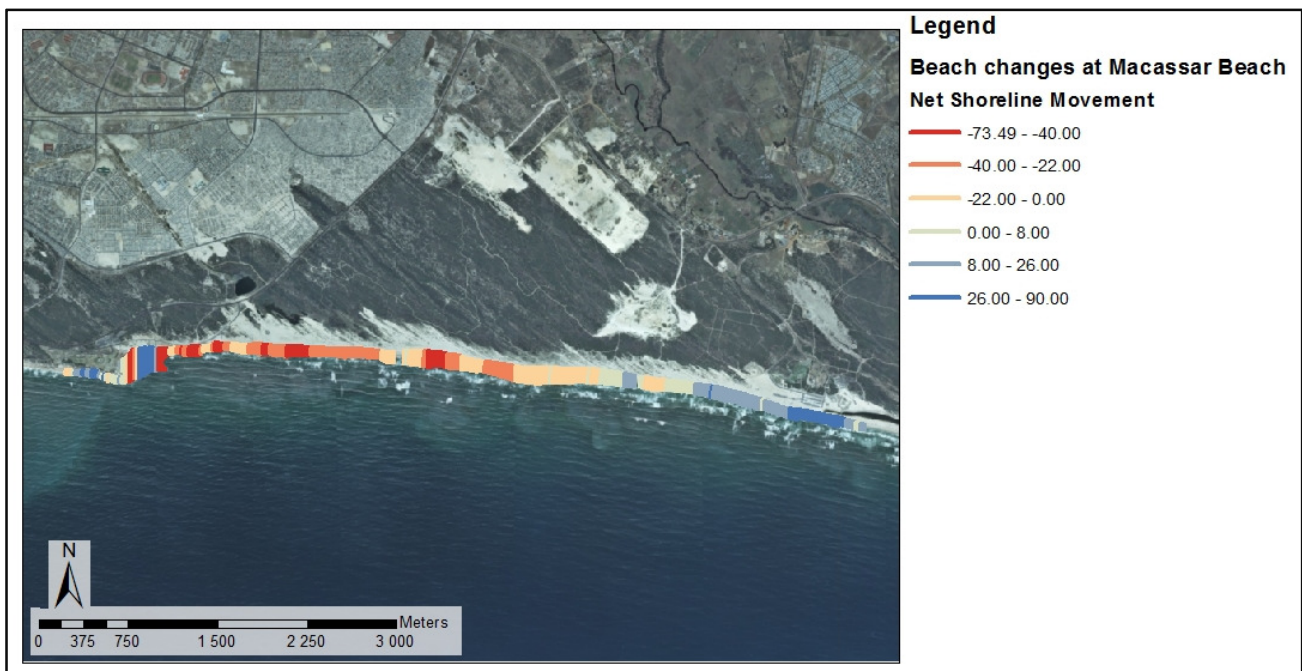 Legend
Beach changes at Macassar Beach
Net Shoreline Movement
-73.49 - -40.00
-40.00 - -22.00
-22.00 - 0.00
0.00 - 8.00
8.00 - 26.00
26.00 - 90.00
N
Meters
0 375 750 1 500 2 250 3 000